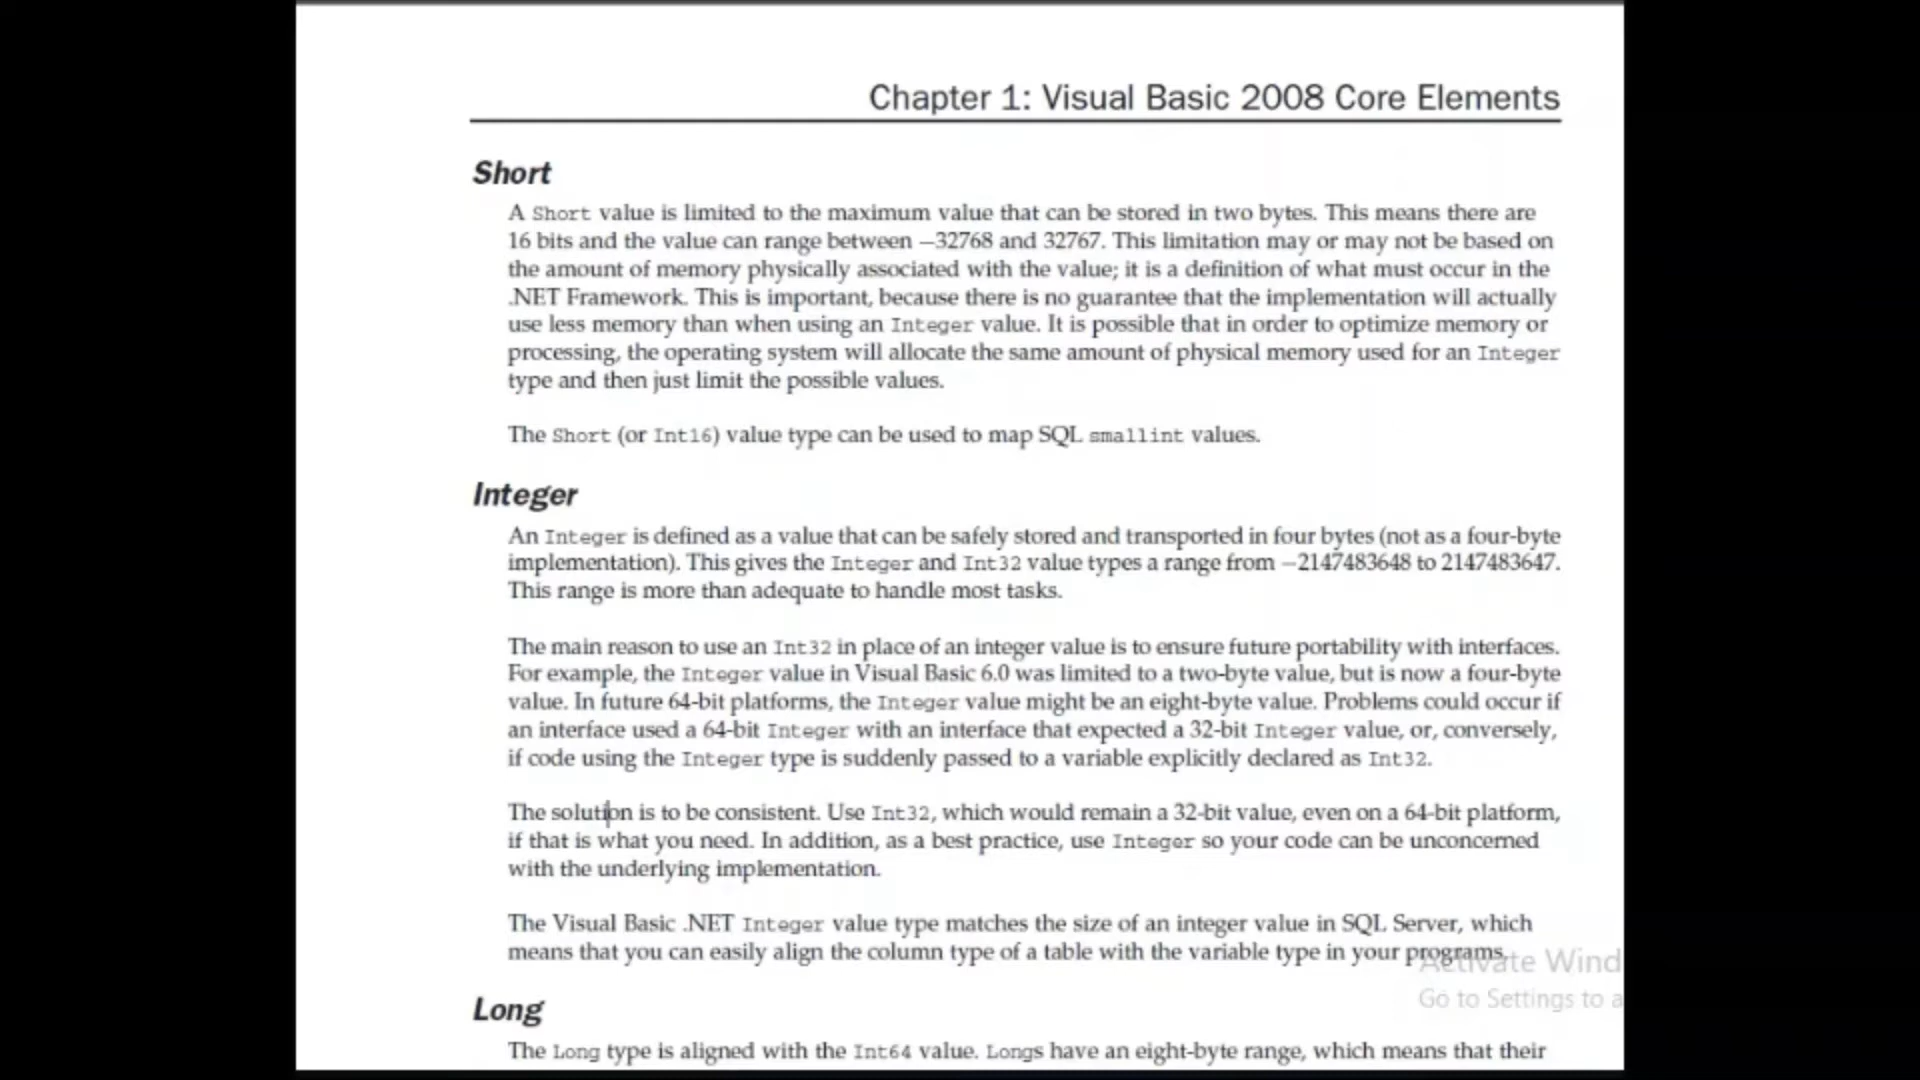 Chapter 1: Visual Basic 2008 Core Elements
Short
A Short value is limited to the maximum value that can be stored in two bytes. This means there are
16 bits and the value can range between –32768 and 32767. This limitation may or may not be based on
the amount of memory physically associated with the value; it is a definition of what must occur in the
.NET Framework. This is important, because there is no guarantee that the implementation will actually
use less memory than when using an Integer value. It is possible that in order to optimize memory or
processing, the operating system will allocate the same amount of physical memory used for an Integer
type and then just limit the possible values.
The Short (or Int16) value type can be used to map SQL smallint values.
Integer
An Integer is defined as a value that can be safely stored and transported in four bytes (not as a four-byte
implementation). This gives the Integer and Int32 value types a range from –2147483648 to 2147483647.
This range is more than adequate to handle most tasks.
The main reason to use an Int32 in place of an integer value is to ensure future portability with interfaces.
For example, the Integer value in Visual Basic 6.0 was limited to a two-byte value, but is now a four-byte
value. In future 64-bit platforms, the Integer value might be an eight-byte value. Problems could occur if
an interface used a 64-bit Integer with an interface that expected a 32-bit Integer value, or, conversely,
if code using the Integer type is suddenly passed to a variable explicitly declared as Int32.
The solution is to be consistent. Use Int32, which would remain a 32-bit value, even on a 64-bit platform,
if that is what you need. In addition, as a best practice, use Integer so your code can be unconcerned
with the underlying implementation.
The Visual Basic .NET Integer value type matches the size of an integer value in SQL Server, which
means that you can easily align the column type of a table with the variable type in your programs.
Activate Wind
Go to Settings to a
Long
The Long type is aligned with the Int64 value. Longs have an eight-byte range, which means that their